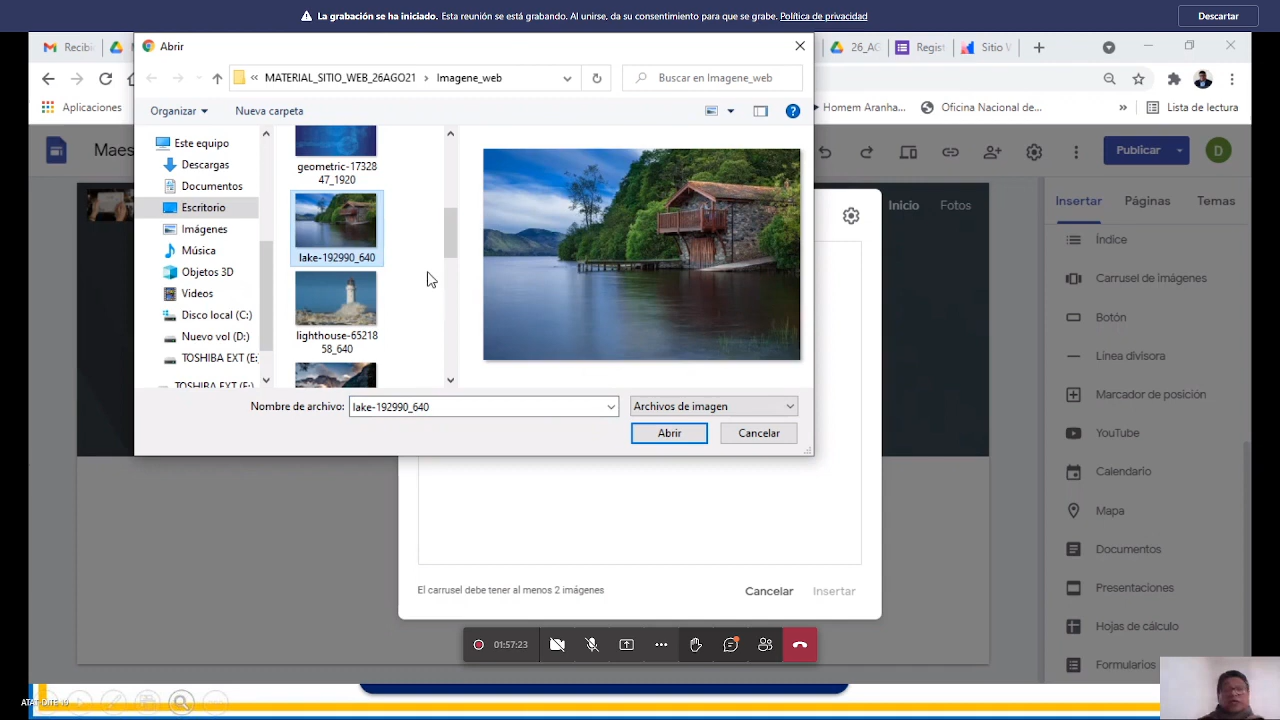 La grabación se ha iniciado. Esta reunión se está grabando. Al unirse, da su consentimiento para que se grabe. Política de privacidad
Descartar
Recibi
Abrir
26_AG
Regist
Sitio V
MATERIAL_SITIO_WEB_26AGO21
Imagene_web
Buscar en Imagene_web
Aplicaciones
Organizar
Nueva carpeta
Homem Aranha...
Oficina Nacional de...
Lista de lectura
Maes
Publicar
D
Este equipo
Descargas
Documentos
Escritorio
Imágenes
Música
Objetos 3D
Videos
Disco local (C:)
Nuevo vol (D:)
TOSHIBA EXT (E:
TOSHIBA EXT (E:)
geometric-17328
47_1920
lake-192990_640
lighthouse-65218
58_640
Nombre de archivo:
lake-192990_640
Archivos de imagen
Abrir
Cancelar
Inicio
Fotos
Insertar
Páginas
Temas
Índice
Carrusel de imágenes
Botón
Línea divisora
Marcador de posición
YouTube
Calendario
Mapa
Documentos
Presentaciones
Hojas de cálculo
Formularios
El carrusel debe tener al menos 2 imágenes
Cancelar
Insertar
01:57:23